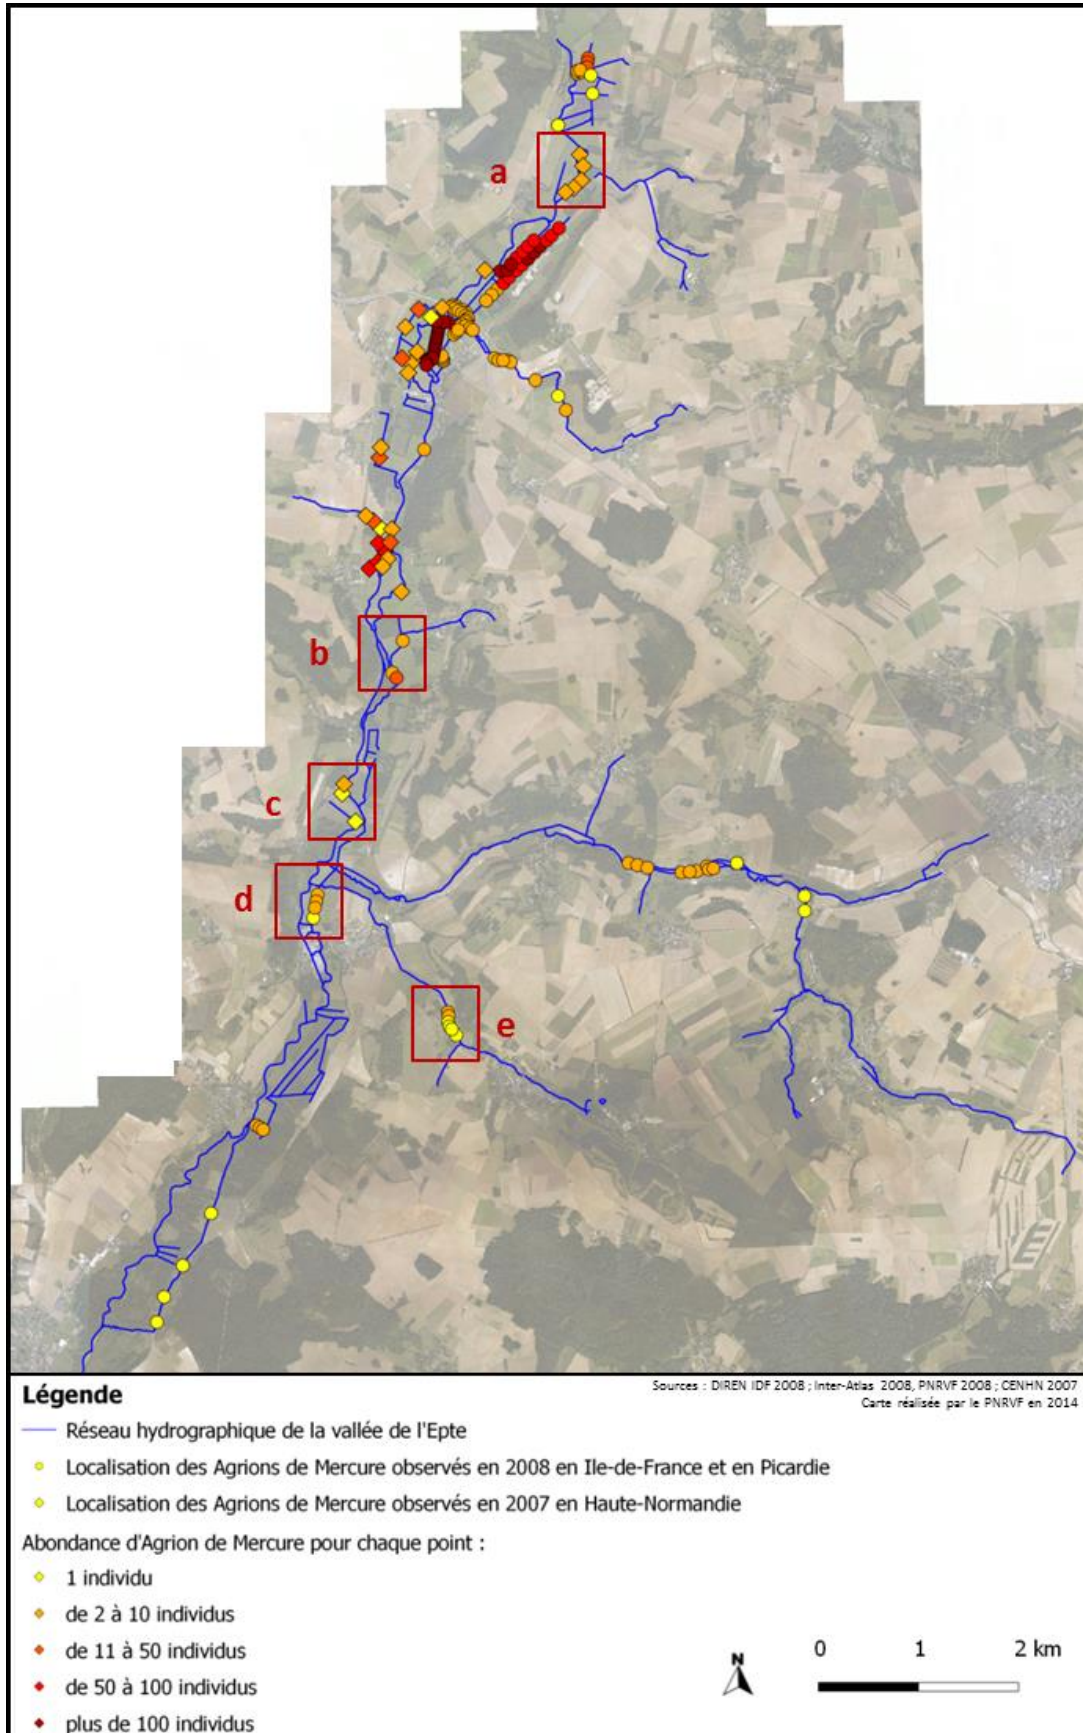 a
b
c
d
e
Légende
Sources : DIREN IDF 2008 ; Inter-Atlas 2008, PNRVF 2008 ; CENHN 2007
Carte réalisée par le PNRVF en 2014
Réseau hydrographique de la vallée de l'Epte
Localisation des Agrions de Mercure observés en 2008 en Ile-de-France et en Picardie
Localisation des Agrions de Mercure observés en 2007 en Haute-Normandie
Abondance d'Agrion de Mercure pour chaque point :
1 individu
de 2 à 10 individus
de 11 à 50 individus
de 50 à 100 individus
plus de 100 individus
N
0 1 2 km